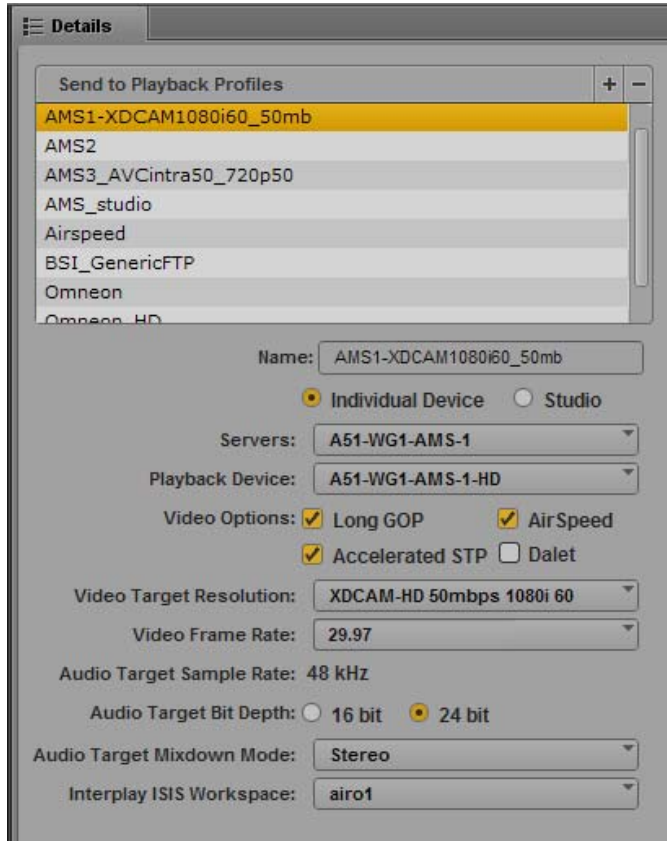 Details
Send to Playback Profiles + −
AMS1-XDCAM1080i60_50mb
AMS2
AMS3_AVCintra50_720p50
AMS_studio
Airspeed
BSI_GenericFTP
Omneon
Omneon_HD
Name: AMS1-XDCAM1080i60_50mb
Individual Device Studio
Servers: A51-WG1-AMS-1
Playback Device: A51-WG1-AMS-1-HD
Video Options: Long GOP AirSpeed
Accelerated STP Dalet
Video Target Resolution: XDCAM-HD 50mbps 1080i 60
Video Frame Rate: 29.97
Audio Target Sample Rate: 48 kHz
Audio Target Bit Depth: 16 bit 24 bit
Audio Target Mixdown Mode: Stereo
Interplay ISIS Workspace: airo1